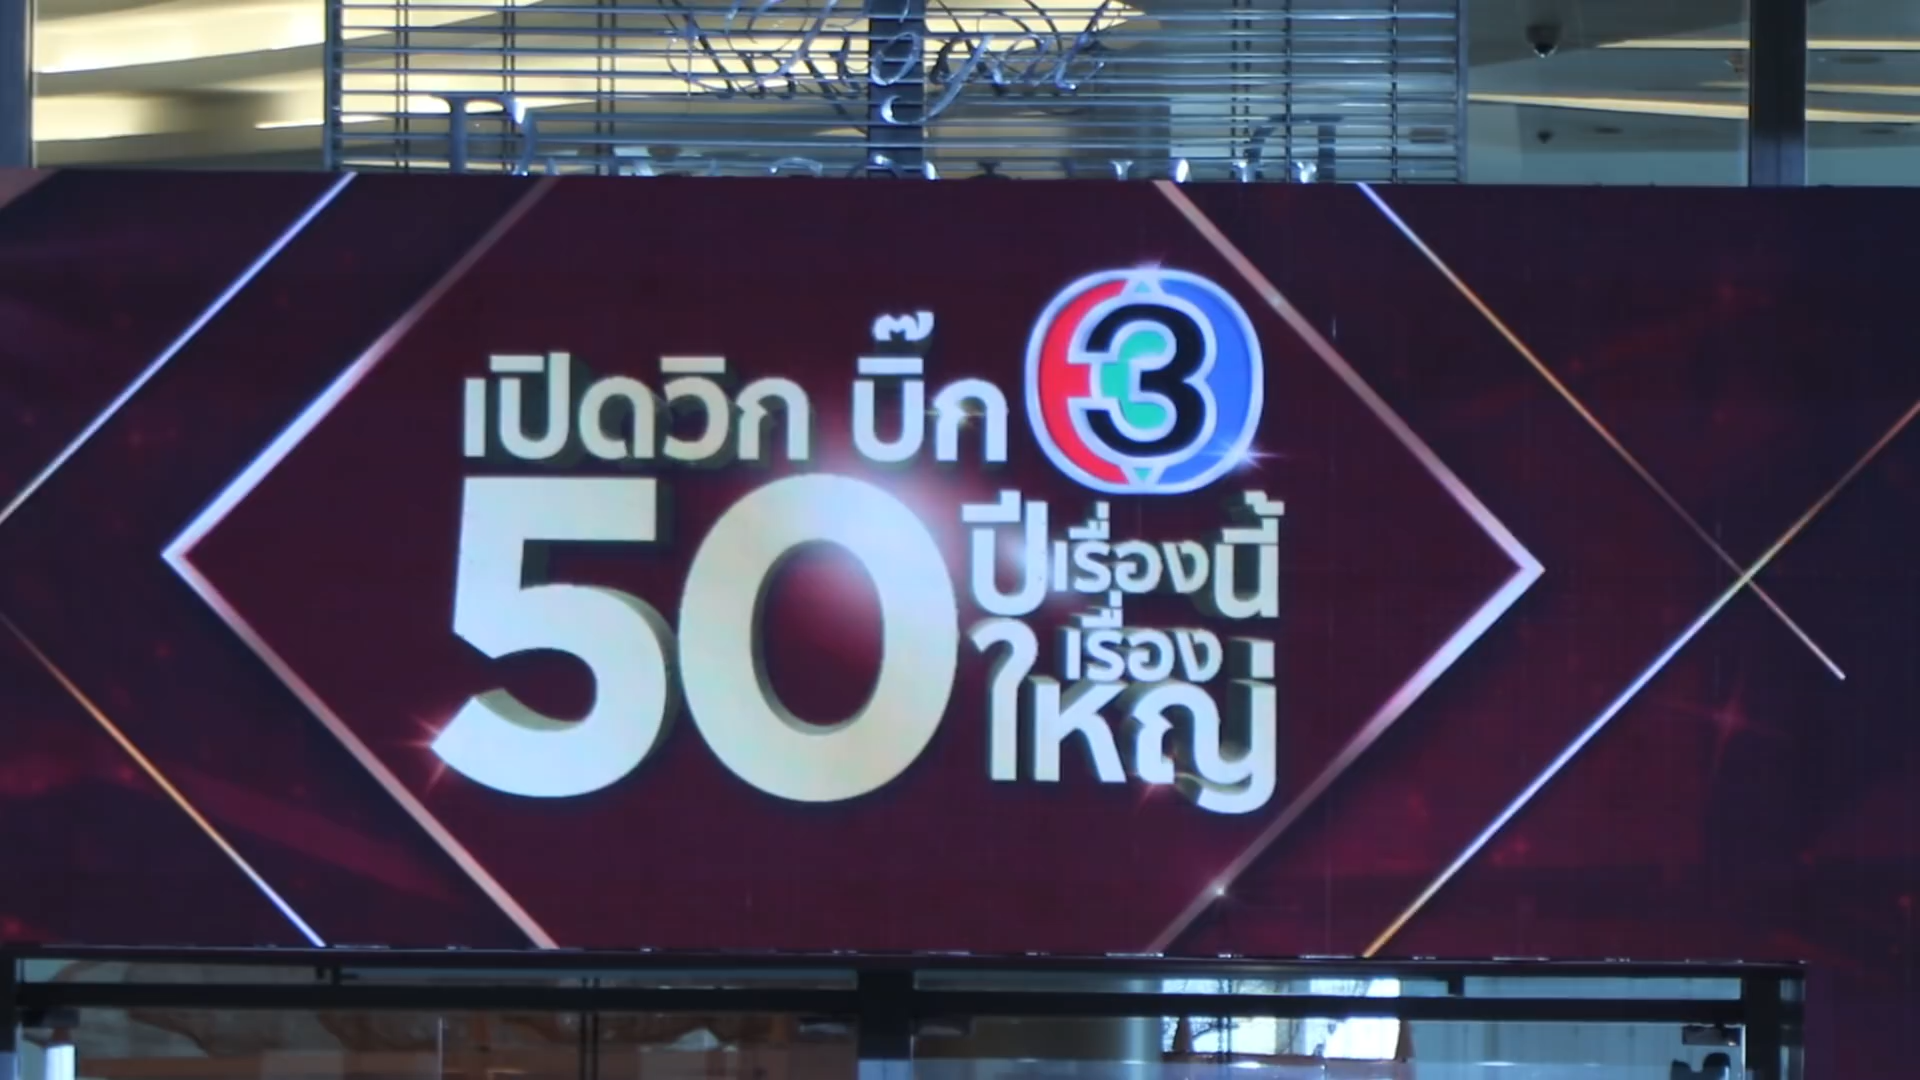 Royal
เปิดวิก บิ๊ก 3
50 ปี เรื่องนี้
เรื่อง
ใหญ่